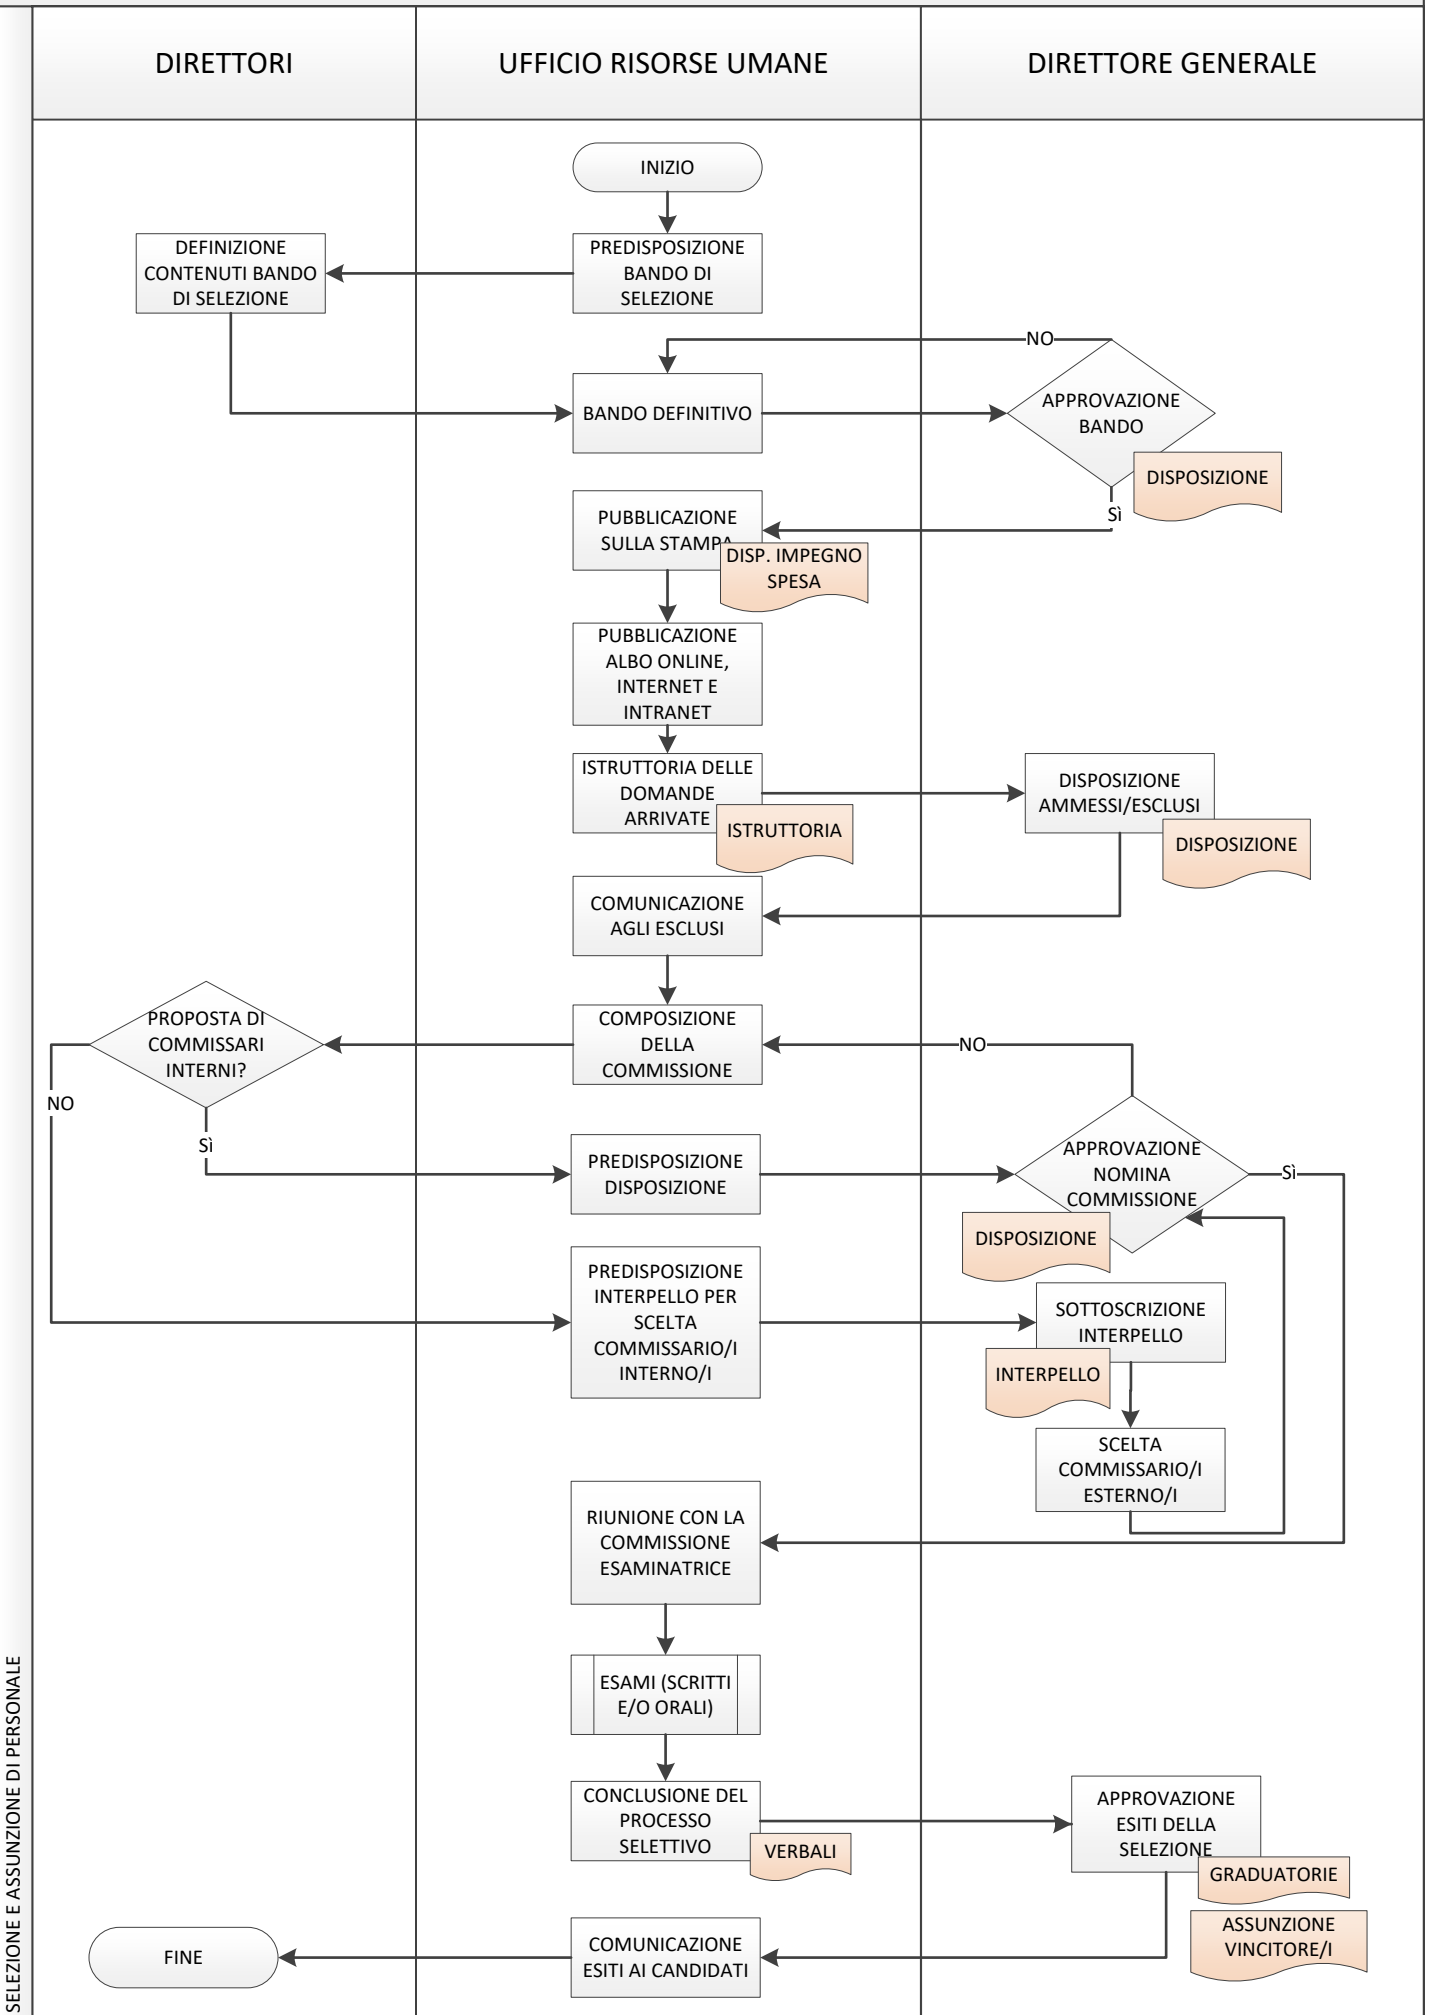 DIRETTORI
UFFICIO RISORSE UMANE
DIRETTORE GENERALE
INIZIO
DEFINIZIONE
CONTENUTI BANDO
DI SELEZIONE
PREDISPOSIZIONE
BANDO DI
SELEZIONE
NO
BANDO DEFINITIVO
APPROVAZIONE
BANDO
DISPOSIZIONE
Sì
PUBBLICAZIONE
SULLA STAMPA
DISP. IMPEGNO
SPESA
PUBBLICAZIONE
ALBO ONLINE,
INTERNET E
INTRANET
ISTRUTTORIA DELLE
DOMANDE
ARRIVATE
ISTRUTTORIA
DISPOSIZIONE
AMMESSI/ESCLUSI
DISPOSIZIONE
COMUNICAZIONE
AGLI ESCLUSI
PROPOSTA DI
COMMISSARI
INTERNI?
COMPOSIZIONE
DELLA
COMMISSIONE
NO
NO
Sì
PREDISPOSIZIONE
DISPOSIZIONE
APPROVAZIONE
NOMINA
COMMISSIONE
Sì
DISPOSIZIONE
PREDISPOSIZIONE
INTERPELLO PER
SCELTA
COMMISSARIO/I
INTERNO/I
SOTTOSCRIZIONE
INTERPELLO
INTERPELLO
SCELTA
COMMISSARIO/I
ESTERNO/I
RIUNIONE CON LA
COMMISSIONE
ESAMINATRICE
ESAMI (SCRITTI
E/O ORALI)
CONCLUSIONE DEL
PROCESSO
SELETTIVO
VERBALI
APPROVAZIONE
ESITI DELLA
SELEZIONE
GRADUATORIE
ASSUNZIONE
VINCITORE/I
COMUNICAZIONE
ESITI AI CANDIDATI
FINE
SELEZIONE E ASSUNZIONE DI PERSONALE